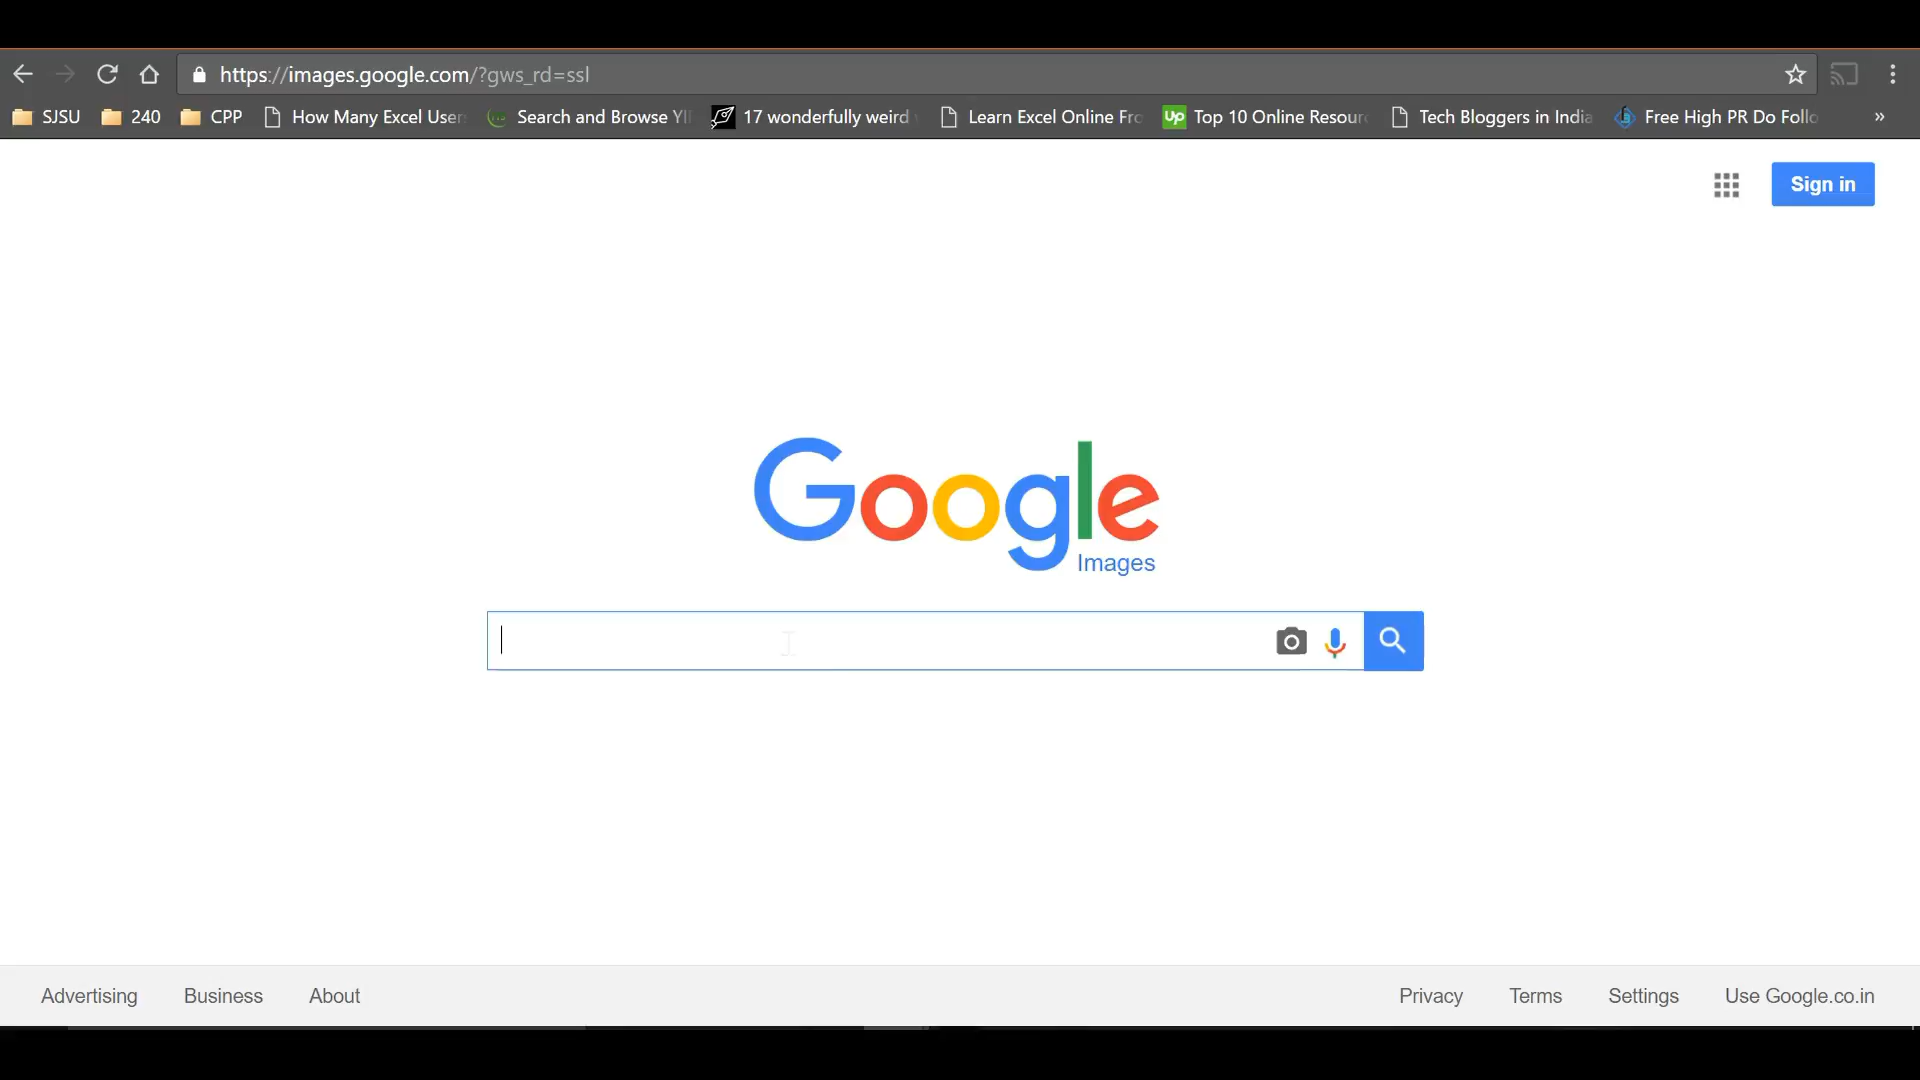 https://images.google.com/?gws_rd=ssl
SJSU 240 CPP How Many Excel User Search and Browse Yl 17 wonderfully weird Learn Excel Online Fro Up Top 10 Online Resour Tech Bloggers in India Free High PR Do Follo »
Sign in
Google
Images
Advertising Business About Privacy Terms Settings Use Google.co.in